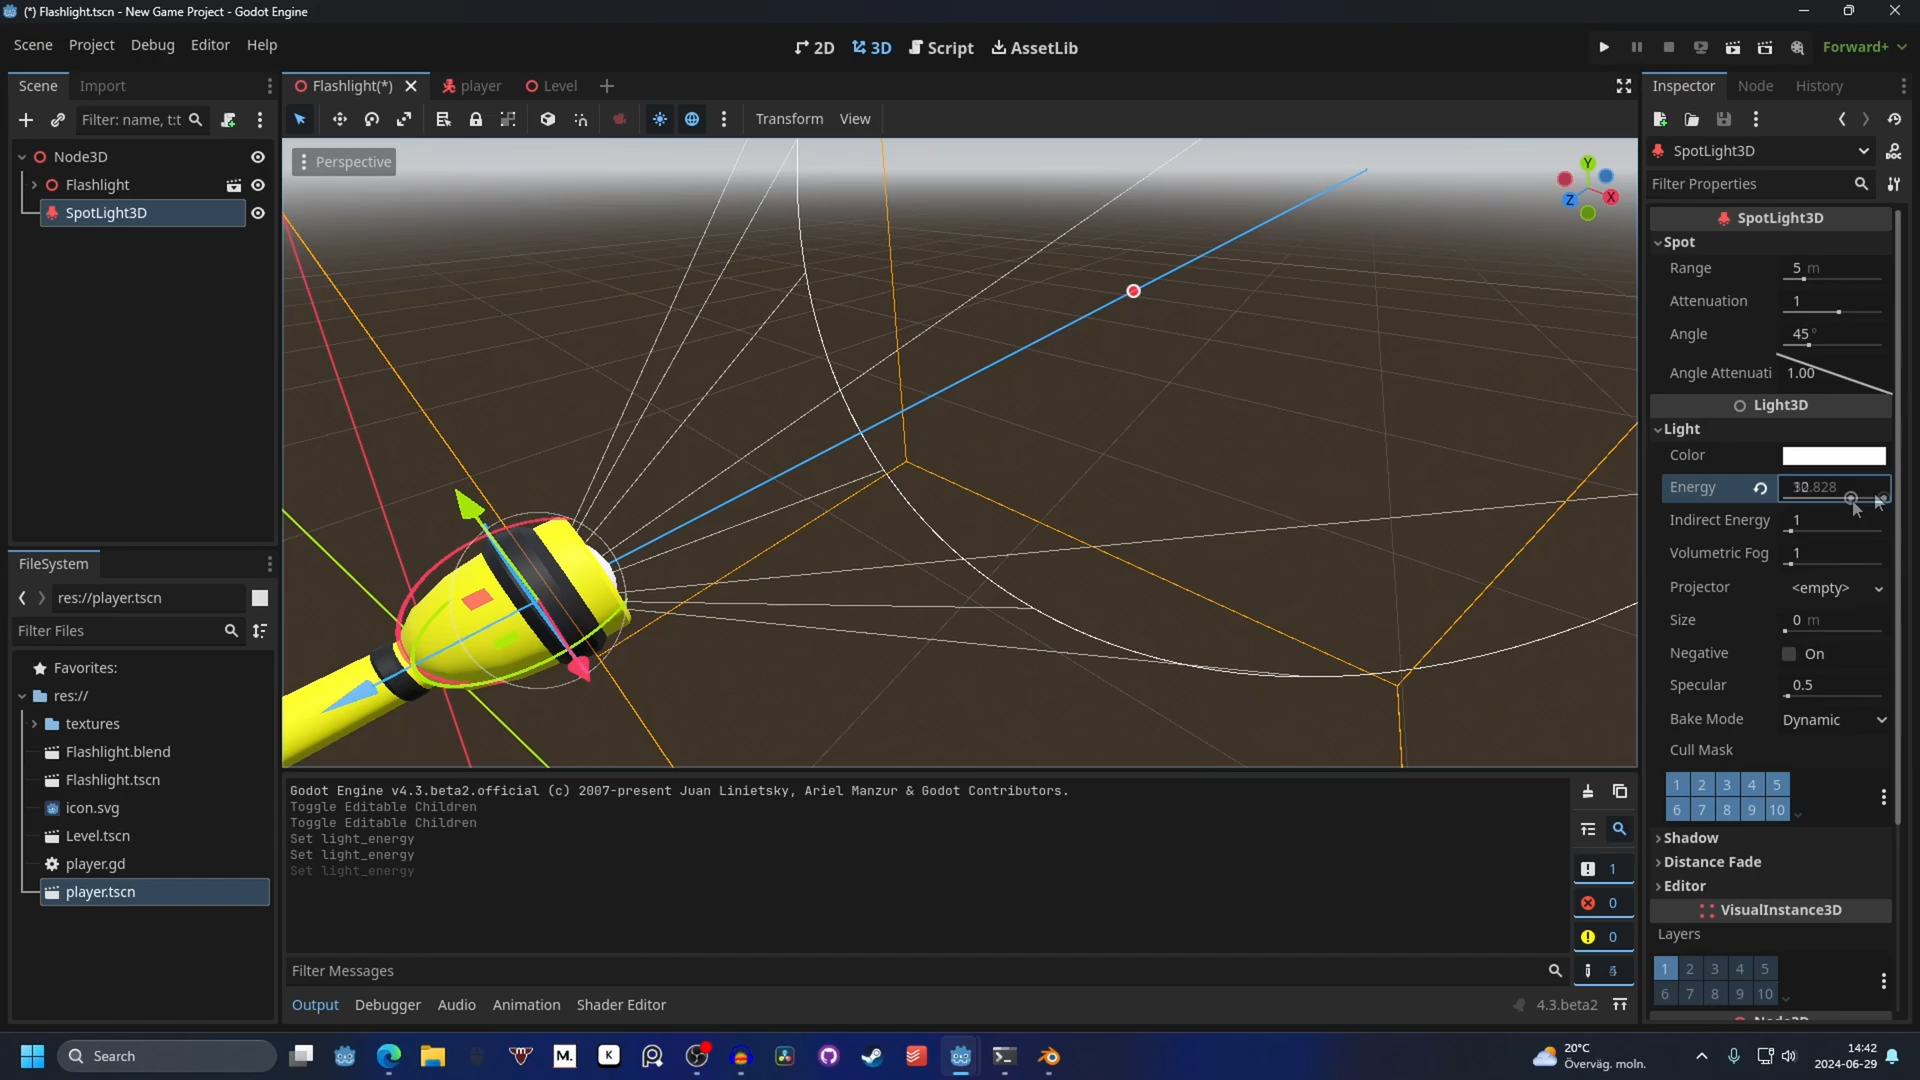 (*) Flashlight.tscn - New Game Project - Godot Engine
Scene Project Debug Editor Help
2D 3D Script AssetLib
Forward+
Scene Import
Filter: name, t:t
Node3D
Flashlight
SpotLight3D
FileSystem
res://player.tscn
Filter Files
Favorites:
res://
textures
Flashlight.blend
Flashlight.tscn
icon.svg
Level.tscn
player.gd
player.tscn
Flashlight(*) player Level
Transform View
Perspective
Y
X
Z
Godot Engine v4.3.beta2.official (c) 2007-present Juan Linietsky, Ariel Manzur & Godot Contributors.
Toggle Editable Children
Toggle Editable Children
Set light_energy
Set light_energy
Set light_energy
1
0
0
Filter Messages
Output Debugger Audio Animation Shader Editor
4.3.beta2
Inspector Node History
SpotLight3D
Filter Properties
SpotLight3D
Spot
Range 5 m
Attenuation 1
Angle 45 °
Angle Attenuati 1.00
Light3D
Light
Color
Energy
Indirect Energy 1
Volumetric Fog 1
Projector <empty>
Size 0 m
Negative On
Specular 0.5
Bake Mode Dynamic
Cull Mask
1 2 3 4 5
6 7 8 9 10
Shadow
Distance Fade
Editor
VisualInstance3D
Layers
1 2 3 4 5
6 7 8 9 10
Search
M.
K
20°C
Överväg. moln.
14:42
2024-06-29